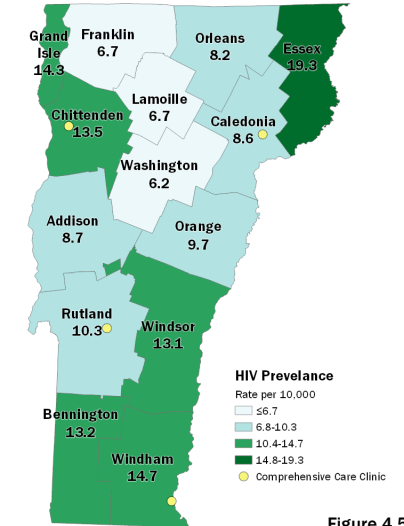 Grand
Isle
14.3
Franklin
6.7
Orleans
8.2
Essex
19.3
Lamoille
6.7
Chittenden
13.5
Caledonia
8.6
Washington
6.2
Addison
8.7
Orange
9.7
Rutland
10.3
Windsor
13.1
Bennington
13.2
Windham
14.7
HIV Prevelance
Rate per 10,000
≤6.7
6.8-10.3
10.4-14.7
14.8-19.3
Comprehensive Care Clinic
Figure 4.5